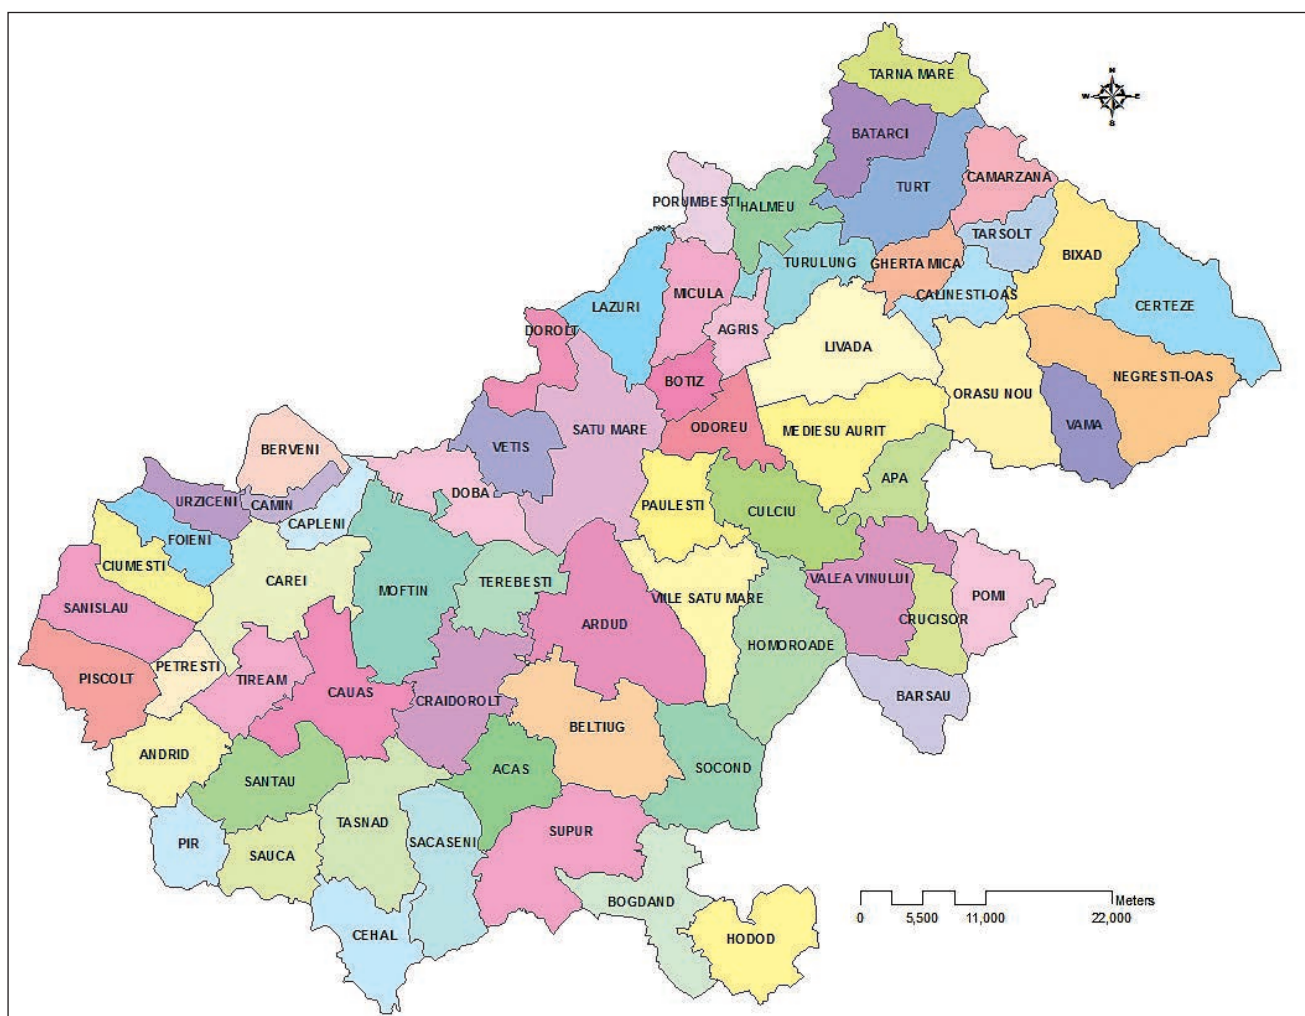 TARNA MARE
N
W E
S
BATARCI
TURT
CAMARZANA
PORUMBESTI
HALMEU
TARSOLT
BIXAD
TURULUNG
GHERTA MICA
CALINESTI-OAS
CERTEZE
LAZURI
MICULA
AGRIS
DOROLT
LIVADA
BOTIZ
NEGRESTI-OAS
ORASU NOU
VAMA
SATU MARE
ODOREU
MEDIESU AURIT
BERVENI
VETIS
APA
URZICENI
CAMIN
DOBA
CAPLENI
PAULESTI
CULCIU
FOIENI
CIUMESTI
CAREI
MOFTIN
TEREBESTI
VALEA VINULUI
POMI
SANISLAU
VIILE SATU MARE
ARDUD
CRUCISOR
HOMOROADE
PETRESTI
PISCOLT
TIREAM
CAUAS
CRAIDOROLT
BARSAU
BELTIUG
ANDRID
SANTAU
ACAS
SOCOND
TASNAD
SUPUR
PIR
SACASENI
SAUCA
BOGDAND
CEHAL
HODOD
Meters
0 5,500 11,000 22,000